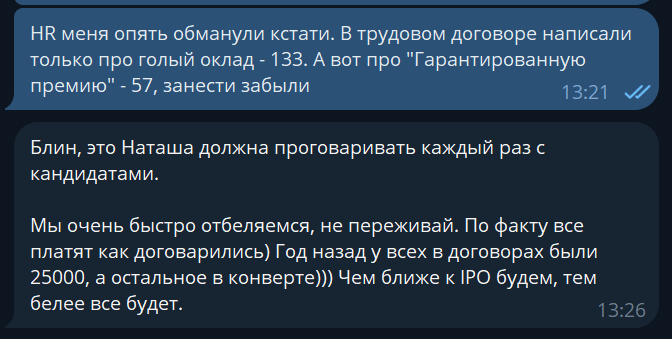 HR меня опять обманули кстати. В трудовом договоре написали
только про голый оклад - 133. А вот про "Гарантированную
премию" - 57, занести забыли
13:21
Блин, это Наташа должна проговаривать каждый раз с
кандидатами.
Мы очень быстро отбеляемся, не переживай. По факту все
платят как договарились) Год назад у всех в договорах были
25000, а остальное в конверте))) Чем ближе к IPO будем, тем
белее все будет.
13:26